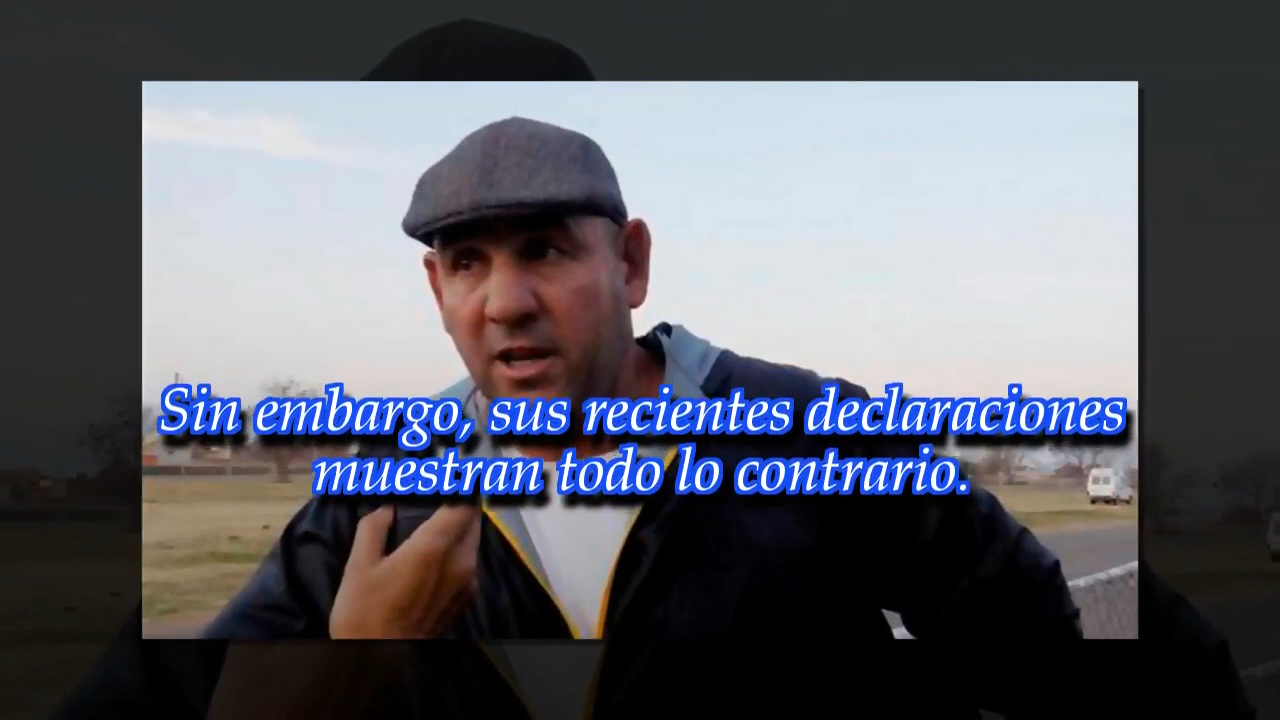 Sin embargo, sus recientes declaraciones
muestran todo lo contrario.